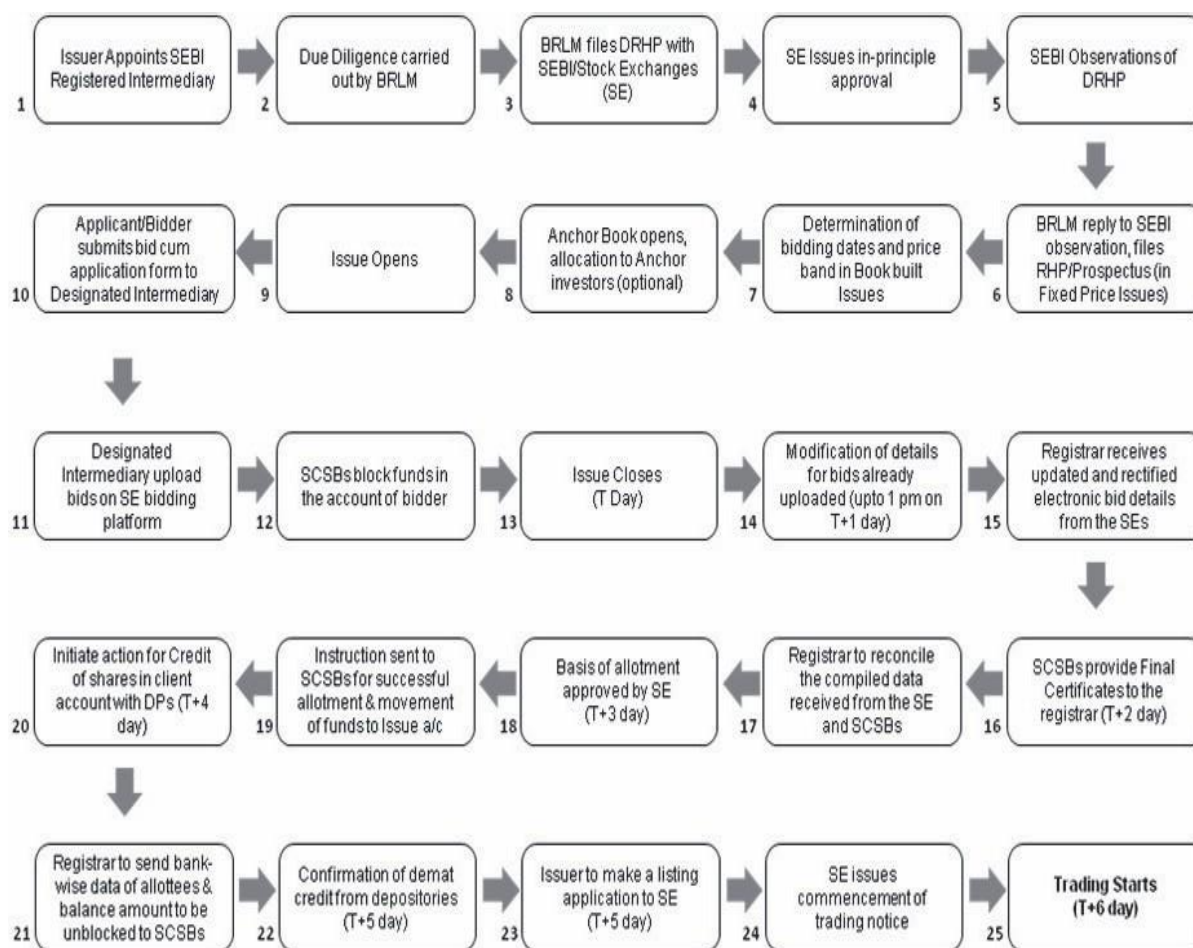 Issuer Appoints SEBI
Registered Intermediary
1
Due Diligence carried
out by BRLM
2
BRLM files DRHP with
SEBI/Stock Exchanges
(SE)
3
SE Issues in-principle
approval
4
SEBI Observations of
DRHP
5
BRLM reply to SEBI
observation, files
RHP/Prospectus (in
Fixed Price Issues)
6
Determination of
bidding dates and price
band in Book built
Issues
7
Anchor Book opens,
allocation to Anchor
investors (optional)
8
Issue Opens
9
Applicant/Bidder
submits bid cum
application form to
Designated Intermediary
10
Designated
Intermediary upload
bids on SE bidding
platform
11
SCSBs block funds in
the account of bidder
12
Issue Closes
(T Day)
13
Modification of details
for bids already
uploaded (upto 1 pm on
T+1 day)
14
Registrar receives
updated and rectified
electronic bid details
from the SEs
15
SCSBs provide Final
Certificates to the
registrar (T+2 day)
16
Registrar to reconcile
the compiled data
received from the SE
and SCSBs
17
Basis of allotment
approved by SE
(T+3 day)
18
Instruction sent to
SCSBs for successful
allotment & movement
of funds to Issue a/c
19
Initiate action for Credit
of shares in client
account with DPs (T+4
day)
20
Registrar to send bank-
wise data of allottees &
balance amount to be
unblocked to SCSBs
21
Confirmation of demat
credit from depositories
(T+5 day)
22
Issuer to make a listing
application to SE
(T+5 day)
23
SE issues
commencement of
trading notice
24
Trading Starts
(T+6 day)
25